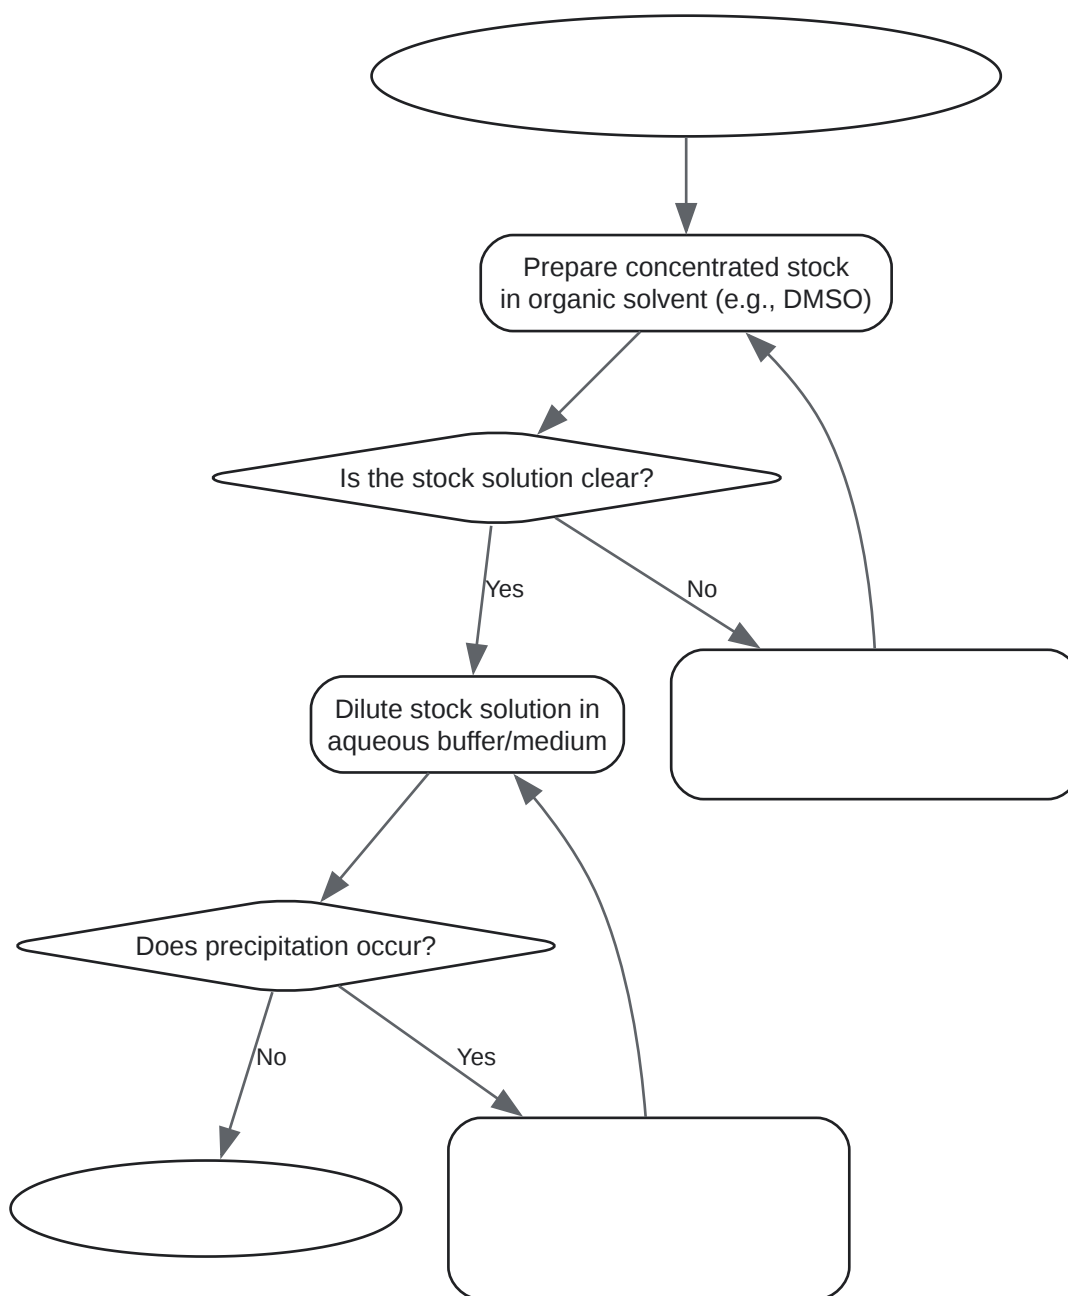 Prepare concentrated stock
in organic solvent (e.g., DMSO)
Is the stock solution clear?
Yes
No
Dilute stock solution in
aqueous buffer/medium
Does precipitation occur?
No
Yes